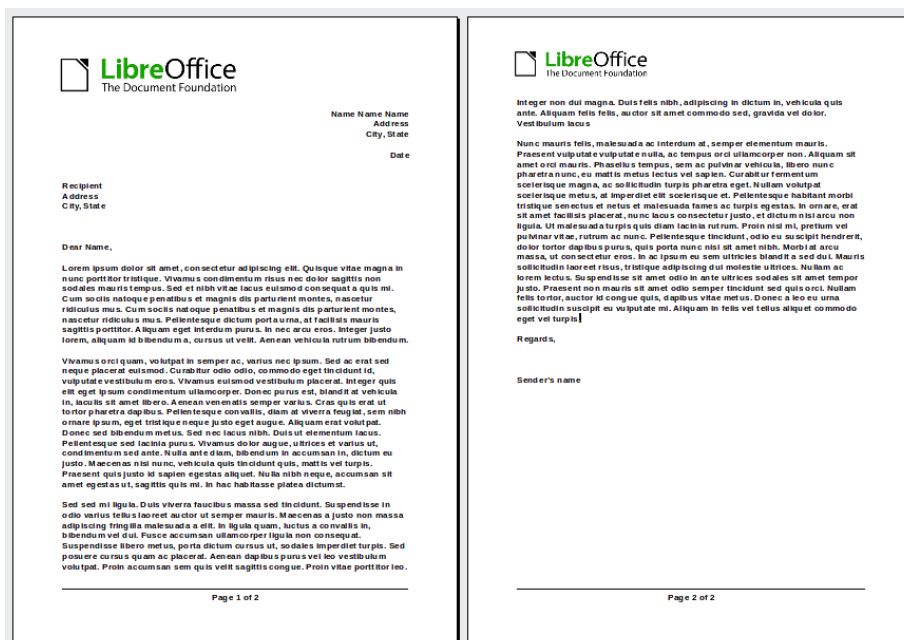 LibreOffice
The Document Foundation
Name Name Name
Address
City, State
Date
Recipient
Address
City, State
Dear Name,
Lorem ipsum dolor sit amet, consectetur adipiscing elit. Quisque vitae magna in
nunc porttitor tristique. Vivamus condimentum risus nec dolor sagittis non
sodales mauris tempus. Sed et nibh vitae lacus euismod consequat a quis mi.
Cum sociis natoque penatibus et magnis dis parturient montes, nascetur
ridiculus mus. Cum sociis natoque penatibus et magnis dis parturient montes,
nascetur ridiculus mus. Pellentesque dictum porta urna, at facilisis mauris
sagittis porttitor. Aliquam eget interdum purus. In nec arcu eros. Integer justo
lorem, aliquam id bibendum a, cursus ut velit. Aenean vehicula rutrum bibendum.
Vivamus orci quam, volutpat in semper ac, varius nec ipsum. Sed ac erat sed
neque placerat euismod. Curabitur odio odio, commodo eget tincidunt id,
vulputate vestibulum eros. Vivamus euismod vestibulum placerat. Integer quis
elit eget ipsum condimentum ullamcorper. Donec purus est, blandit at vehicula
in, iaculis sit amet libero. Aenean venenatis semper varius. Cras quis erat ut
tortor pharetra dapibus. Pellentesque convallis, diam at viverra feugiat, sem nibh
ornare ipsum, eget tristique neque justo eget augue. Aliquam erat volutpat.
Donec sed bibendum metus. Sed nec lacus nibh. Duis ut elementum lacus.
Pellentesque sed lacinia purus. Vivamus dolor augue, ultrices et varius ut,
condimentum sed ante. Nulla ante diam, bibendum in accumsan in, dictum eu
justo. Maecenas nisl nunc, vehicula quis tincidunt quis, mattis vel turpis.
Praesent quis justo id sapien egestas aliquet. Nulla nibh neque, accumsan sit
amet egestas ut, sagittis quis mi. In hac habitasse platea dictumst.
Sed sed mi ligula. Duis viverra faucibus massa sed tincidunt. Suspendisse in
odio varius tellus laoreet auctor ut semper mauris. Maecenas a justo non massa
adipiscing fringilla malesuada a elit. In ligula quam, luctus a convallis in,
bibendum vel dui. Fusce accumsan ullamcorper ligula non consequat.
Suspendisse libero metus, porta dictum cursus ut, sodales imperdiet turpis. Sed
posuere cursus quam ac placerat. Aenean dapibus purus vel leo vestibulum
volutpat. Proin accumsan sem quis velit sagittis congue. Proin vitae porttitor leo.
Page 1 of 2
LibreOffice
The Document Foundation
Integer non dui magna. Duis felis nibh, adipiscing in dictum in, vehicula quis
ante. Aliquam felis felis, auctor sit amet commodo sed, gravida vel dolor.
Vestibulum lacus
Nunc mauris felis, malesuada ac interdum at, semper elementum mauris.
Praesent vulputate vulputate nulla, ac tempus orci ullamcorper non. Aliquam sit
amet orci mauris. Phasellus tempus, sem ac pulvinar vehicula, libero nunc
pharetra nunc, eu mattis metus lectus vel sapien. Curabitur fermentum
scelerisque magna, ac sollicitudin turpis pharetra eget. Nullam volutpat
scelerisque metus, at imperdiet elit scelerisque et. Pellentesque habitant morbi
tristique senectus et netus et malesuada fames ac turpis egestas. In ornare, erat
sit amet facilisis placerat, nunc lacus consectetur justo, et dictum nisi arcu non
ligula. Ut malesuada turpis quis diam lacinia rutrum. Proin nisl mi, pretium vel
pulvinar vitae, rutrum ac nunc. Pellentesque tincidunt, odio eu suscipit hendrerit,
dolor tortor dapibus purus, quis porta nunc nisl sit amet nibh. Morbi at arcu
massa, ut consectetur eros. In ac ipsum eu sem ultricies blandit a sed dui. Mauris
sollicitudin laoreet risus, tristique adipiscing dui molestie ultrices. Nullam ac
lorem lectus. Suspendisse sit amet odio in ante ultrices sodales sit amet tempor
justo. Praesent non mauris sit amet odio semper tincidunt sed quis orci. Nullam
felis tortor, auctor id congue quis, dapibus vitae metus. Donec a leo eu urna
sollicitudin suscipit eu vulputate mi. Aliquam in felis vel tellus aliquet commodo
eget vel turpis.
Regards,
Sender's name
Page 2 of 2